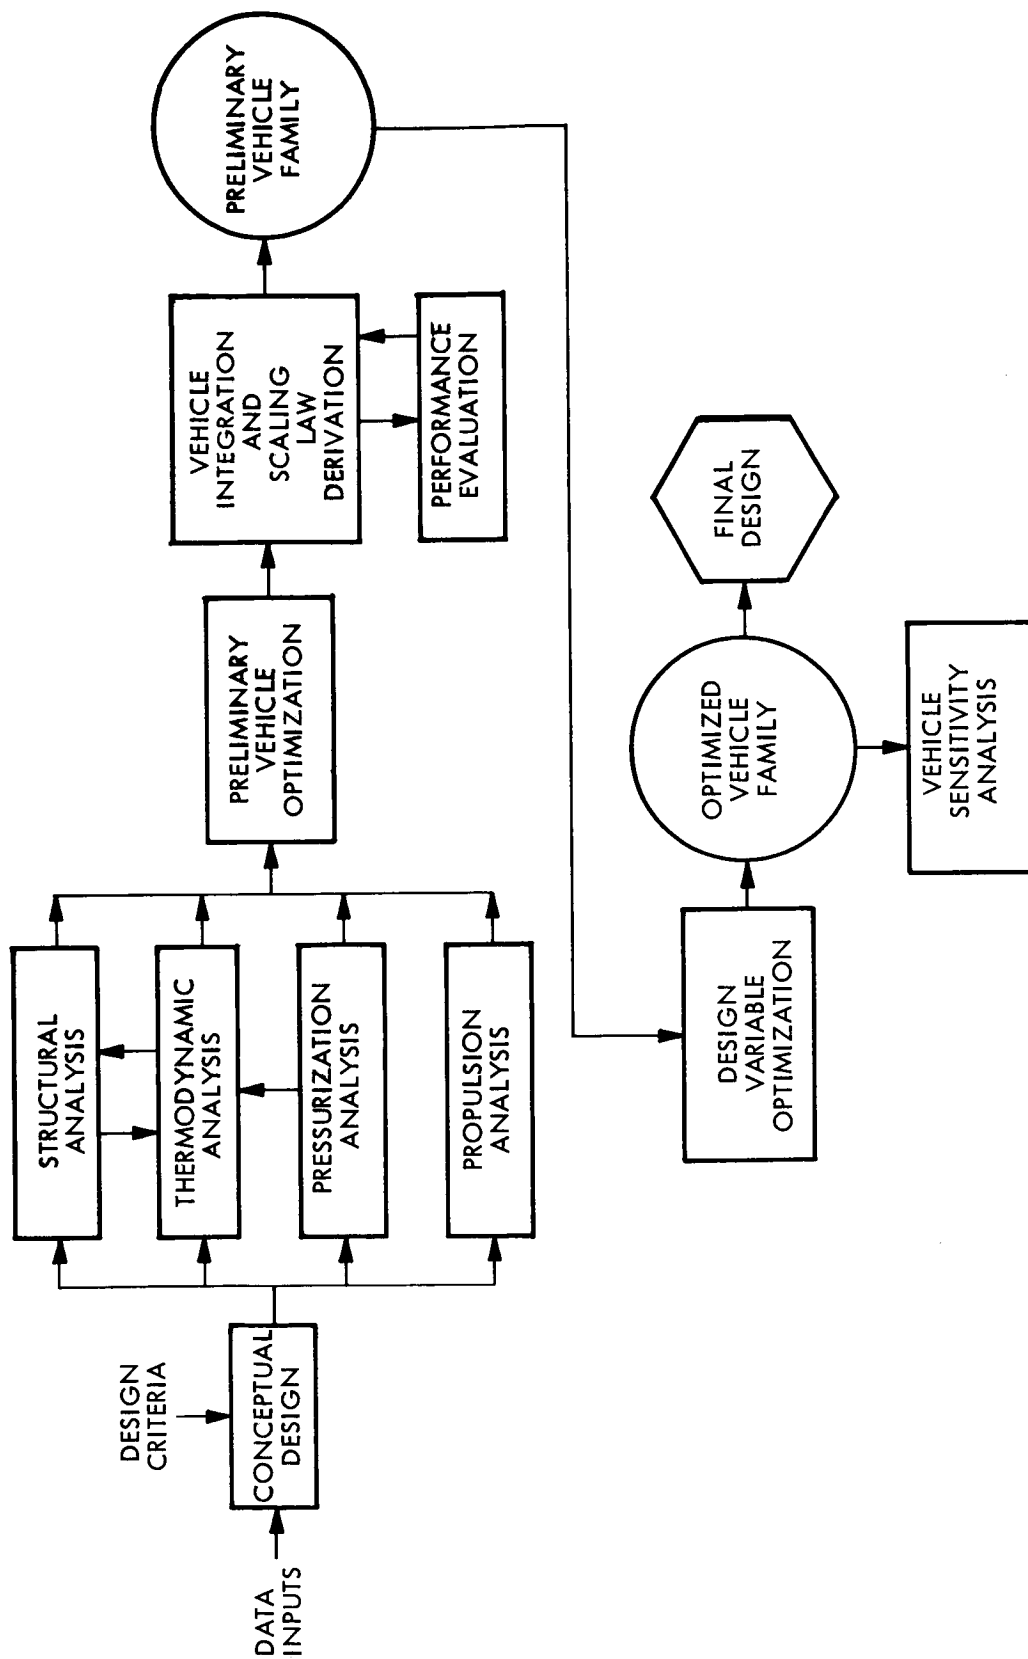 DATA
INPUTS
DESIGN
CRITERIA
CONCEPTUAL
DESIGN
STRUCTURAL
ANALYSIS
THERMODYNAMIC
ANALYSIS
PRESSURIZATION
ANALYSIS
PROPULSION
ANALYSIS
PRELIMINARY
VEHICLE
OPTIMIZATION
VEHICLE
INTEGRATION
AND
SCALING
LAW
DERIVATION
PERFORMANCE
EVALUATION
PRELIMINARY
VEHICLE
FAMILY
DESIGN
VARIABLE
OPTIMIZATION
OPTIMIZED
VEHICLE
FAMILY
VEHICLE
SENSITIVITY
ANALYSIS
FINAL
DESIGN